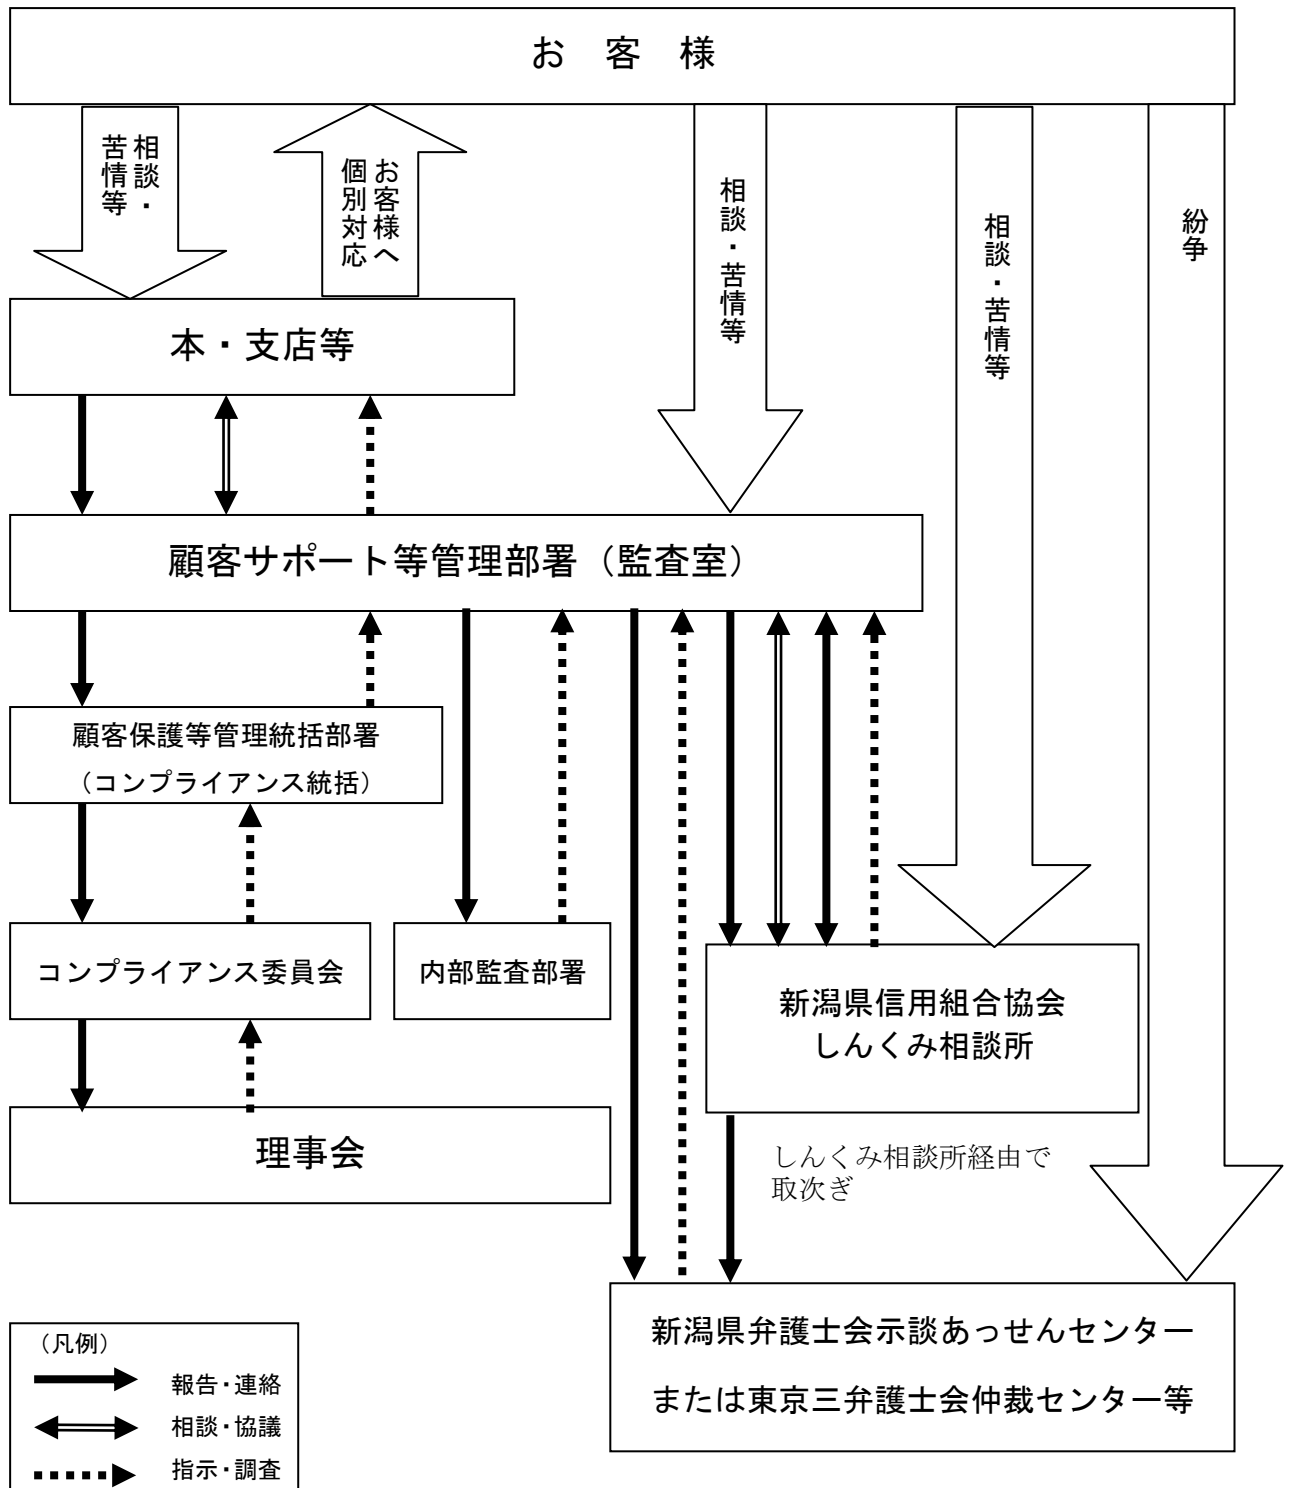 お　客　様
相談・
苦情等
お客様へ
個別対応
相談・苦情等
相談・苦情等
紛争
本・支店等
顧客サポート等管理部署（監査室）
顧客保護等管理統括部署
（コンプライアンス統括）
コンプライアンス委員会
内部監査部署
新潟県信用組合協会
しんくみ相談所
理事会
しんくみ相談所経由で
取次ぎ
新潟県弁護士会示談あっせんセンター
または東京三弁護士会仲裁センター等
（凡例）
報告・連絡
相談・協議
指示・調査